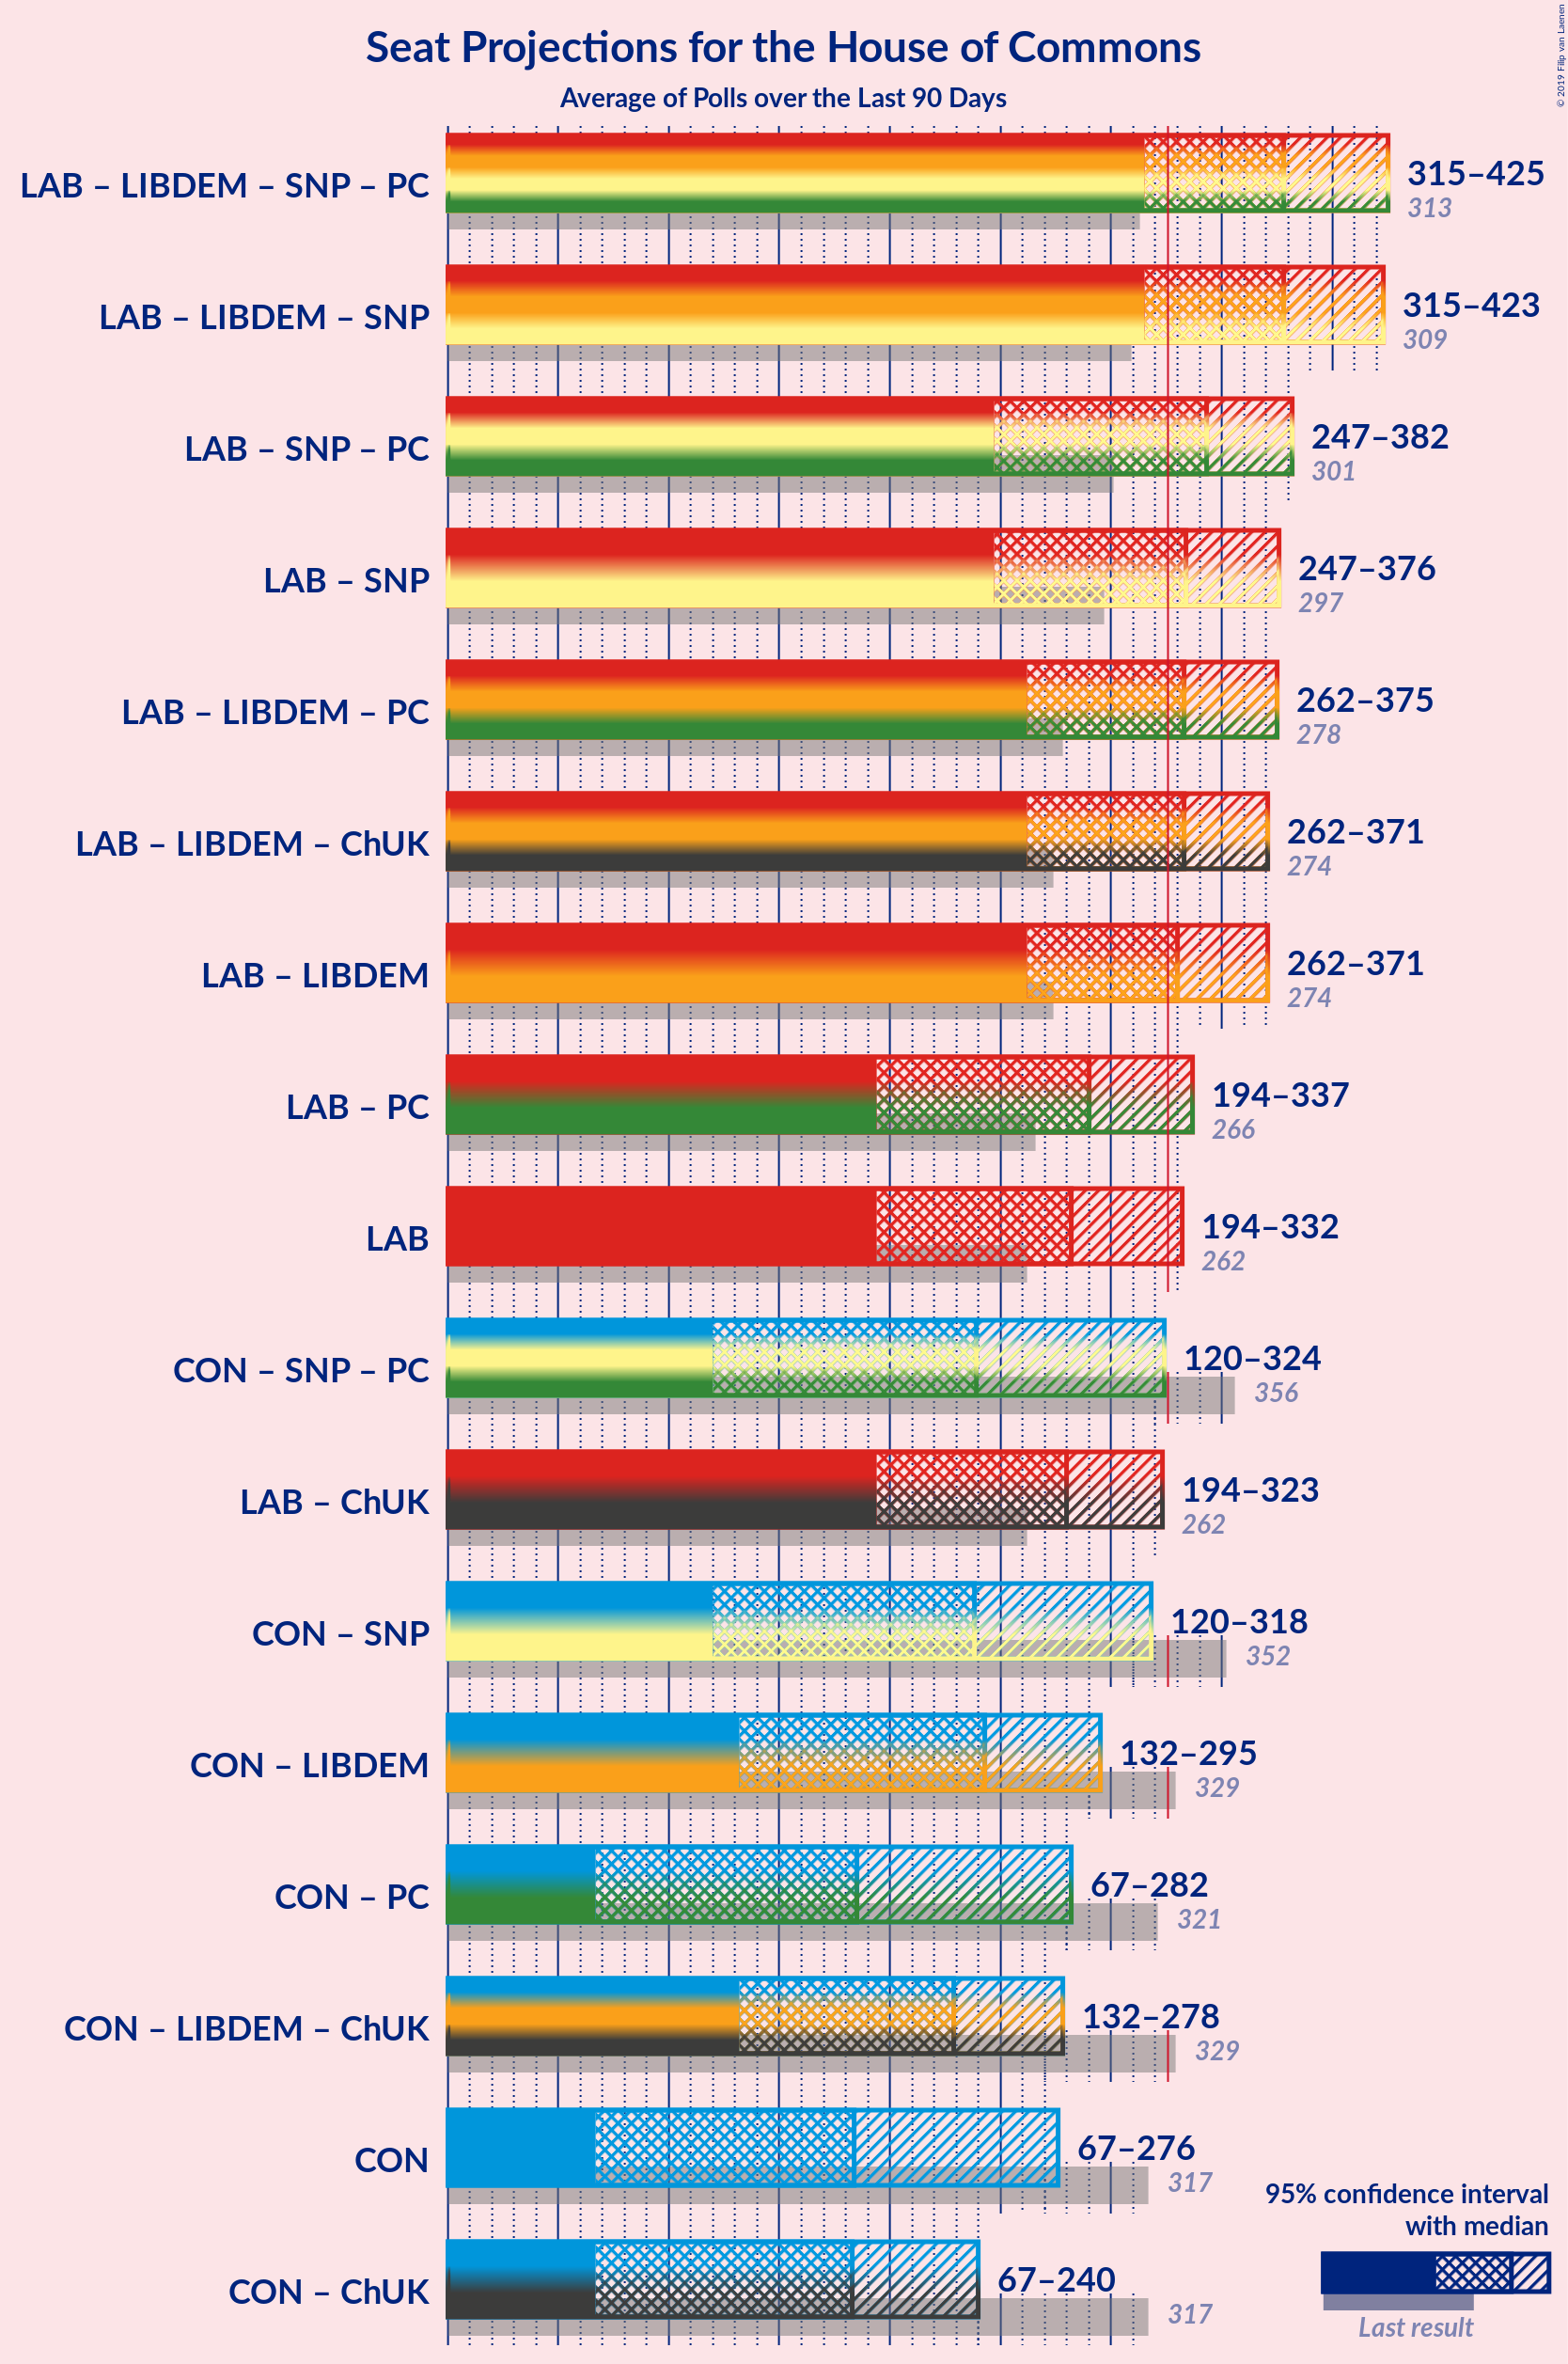 Seat Projections for the House of Commons
Average of Polls over the Last 90 Days
© 2019 Filip van Laenen
LAB – LIBDEM – SNP – PC
315–425
313
LAB – LIBDEM – SNP
315–423
309
LAB – SNP – PC
247–382
301
LAB – SNP
247–376
297
LAB – LIBDEM – PC
262–375
278
LAB – LIBDEM – ChUK
262–371
274
LAB – LIBDEM
262–371
274
LAB – PC
194–337
266
LAB
194–332
262
CON – SNP – PC
120–324
356
LAB – ChUK
194–323
262
CON – SNP
120–318
352
CON – LIBDEM
132–295
329
CON – PC
67–282
321
CON – LIBDEM – ChUK
132–278
329
CON
67–276
317
CON – ChUK
67–240
317
95% confidence interval
with median
Last result